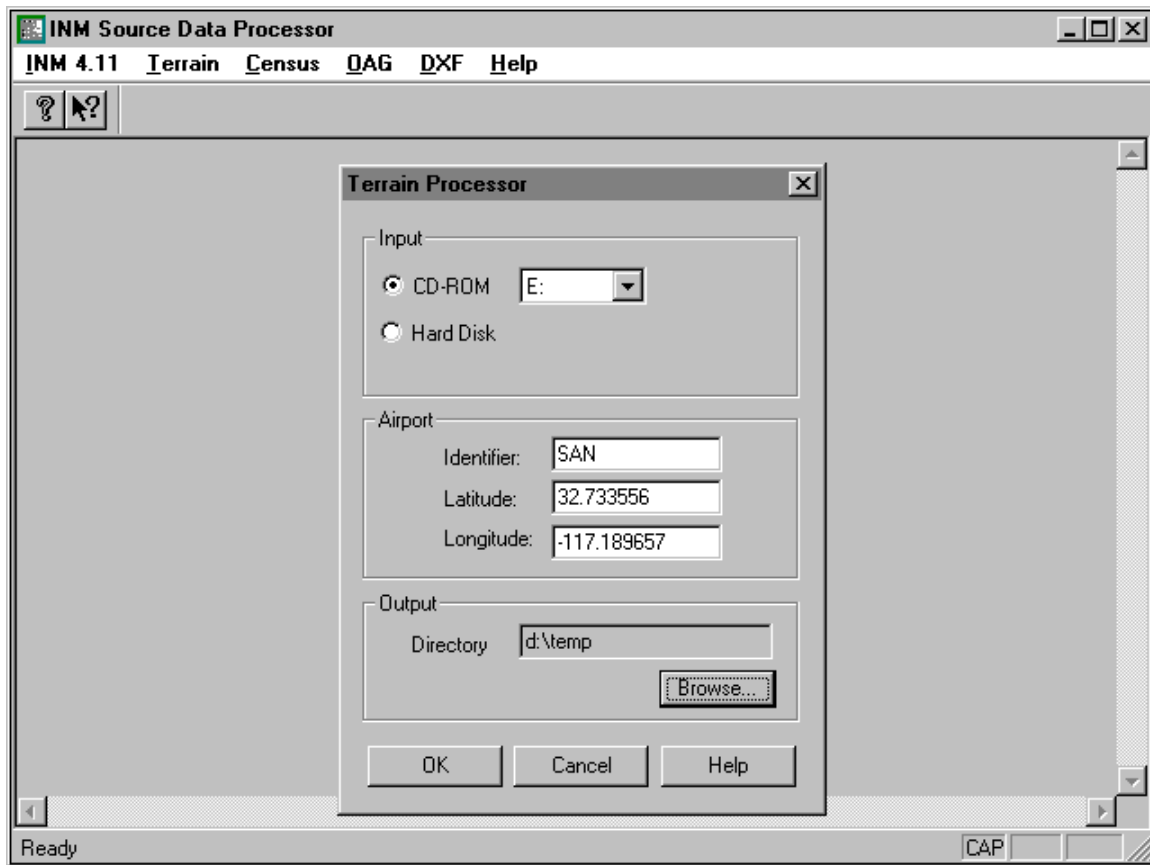 INM Source Data Processor
INM 4.11 Terrain Census OAG DXF Help
Terrain Processor
Input
CD-ROM E:
Hard Disk
Airport
Identifier: SAN
Latitude: 32.733556
Longitude: -117.189657
Output
Directory d:\temp
Browse...
OK Cancel Help
Ready CAP